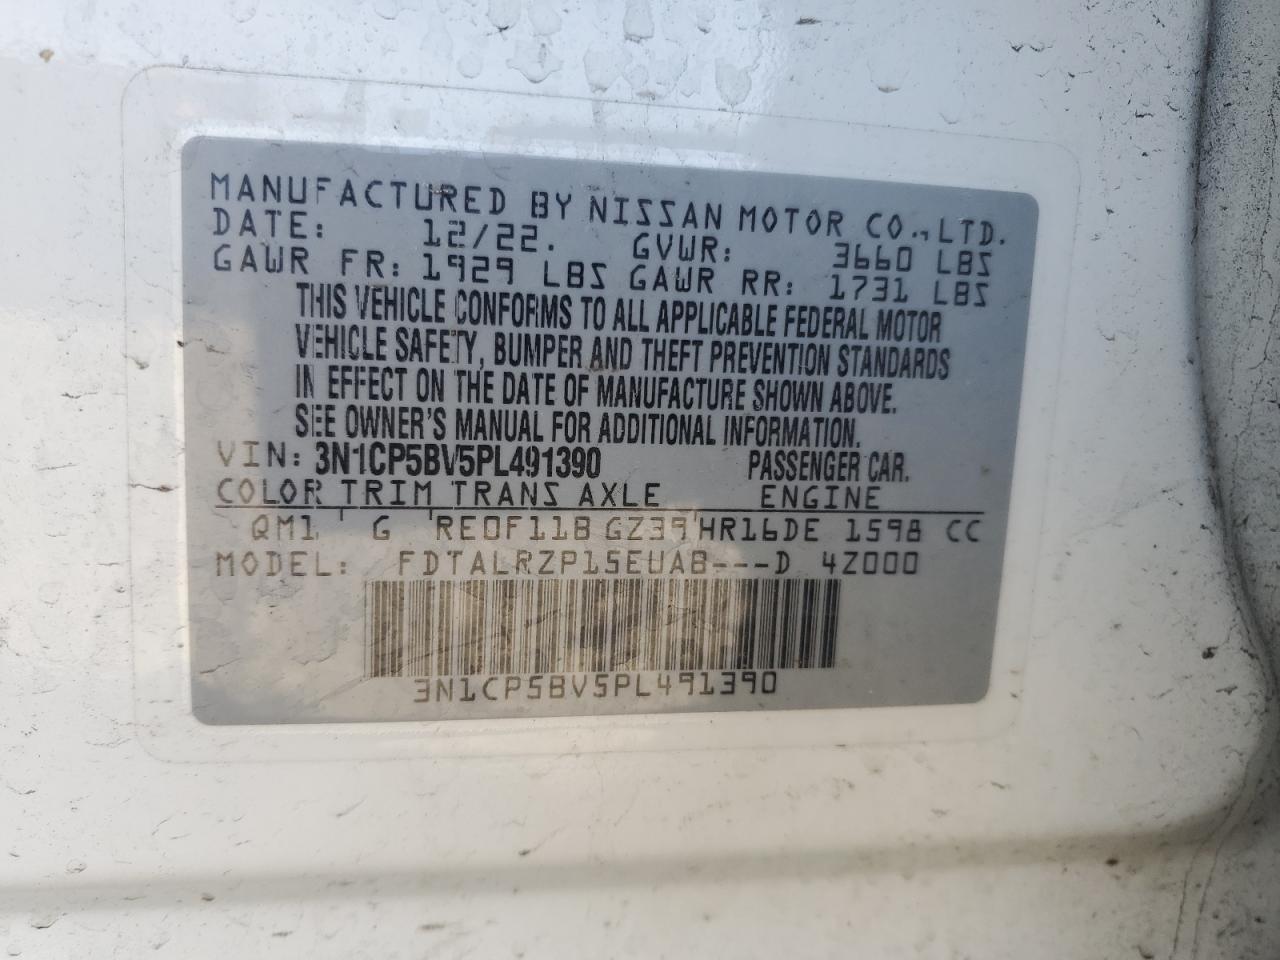 MANUFACTURED BY NISSAN MOTOR CO., LTD.
DATE: 12/22. GVWR: 3660 LBS
GAWR FR: 1929 LBS GAWR RR: 1731 LBS
THIS VEHICLE CONFORMS TO ALL APPLICABLE FEDERAL MOTOR
VEHICLE SAFETY, BUMPER AND THEFT PREVENTION STANDARDS
IN EFFECT ON THE DATE OF MANUFACTURE SHOWN ABOVE.
SEE OWNER'S MANUAL FOR ADDITIONAL INFORMATION.
VIN: 3N1CP5BV5PL491390 PASSENGER CAR.
COLOR TRIM TRANS AXLE ENGINE
QM1 G RE0F11B GZ39 HR16DE 1598 CC
MODEL: FDTALRZP15EUAB---D 4Z000
3N1CP5BV5PL491390